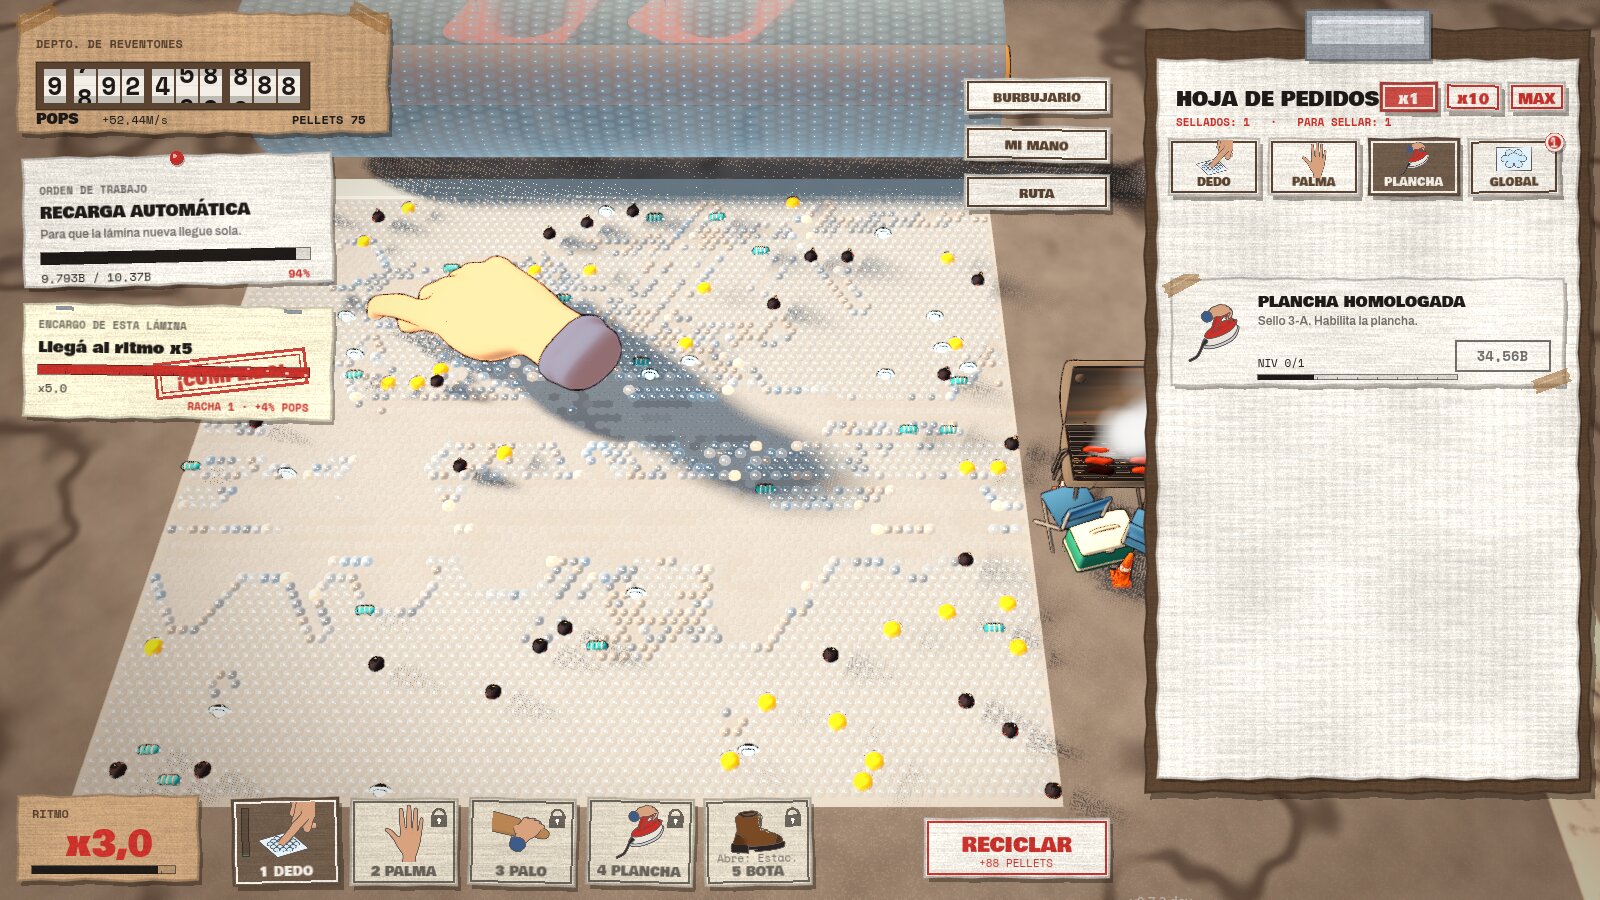 DEPTO. DE REVENTONES
POPS +52,44M/s PELLETS 75
ORDEN DE TRABAJO
RECARGA AUTOMÁTICA
Para que la lámina nueva llegue sola.
9.793B / 10.37B 94%
ENCARGO DE ESTA LÁMINA
Llegá al ritmo x5
x5,0
RACHA 1 · +4% POPS
BURBUJARIO
MI MANO
RUTA
HOJA DE PEDIDOS x1 x10 MAX
SELLADOS: 1 · PARA SELLAR: 1
DEDO PALMA PLANCHA GLOBAL 1
PLANCHA HOMOLOGADA
Sello 3-A. Habilita la plancha.
NIV 0/1
34,56B
RITMO
x3,0
1 DEDO
2 PALMA
3 PALO
4 PLANCHA
Abre: Estac.
5 BOTA
RECICLAR
+88 PELLETS